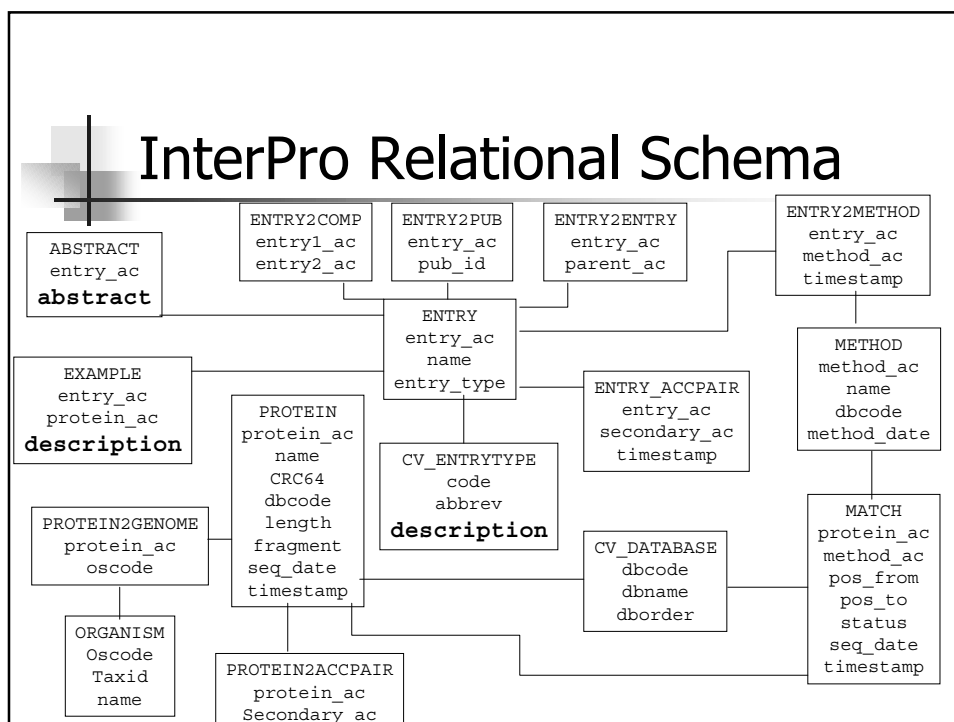 InterPro Relational Schema
ABSTRACT
entry_ac
abstract
ENTRY2COMP
entry1_ac
entry2_ac
ENTRY2PUB
entry_ac
pub_id
ENTRY2ENTRY
entry_ac
parent_ac
ENTRY2METHOD
entry_ac
method_ac
timestamp
ENTRY
entry_ac
name
entry_type
EXAMPLE
entry_ac
protein_ac
description
PROTEIN
protein_ac
name
CRC64
dbcode
length
fragment
seq_date
timestamp
CV_ENTRYTYPE
code
abbrev
description
ENTRY_ACCPAIR
entry_ac
secondary_ac
timestamp
METHOD
method_ac
name
dbcode
method_date
PROTEIN2GENOME
protein_ac
oscode
CV_DATABASE
dbcode
dbname
dborder
MATCH
protein_ac
method_ac
pos_from
pos_to
status
seq_date
timestamp
ORGANISM
Oscode
Taxid
name
PROTEIN2ACCPAIR
protein_ac
Secondary_ac